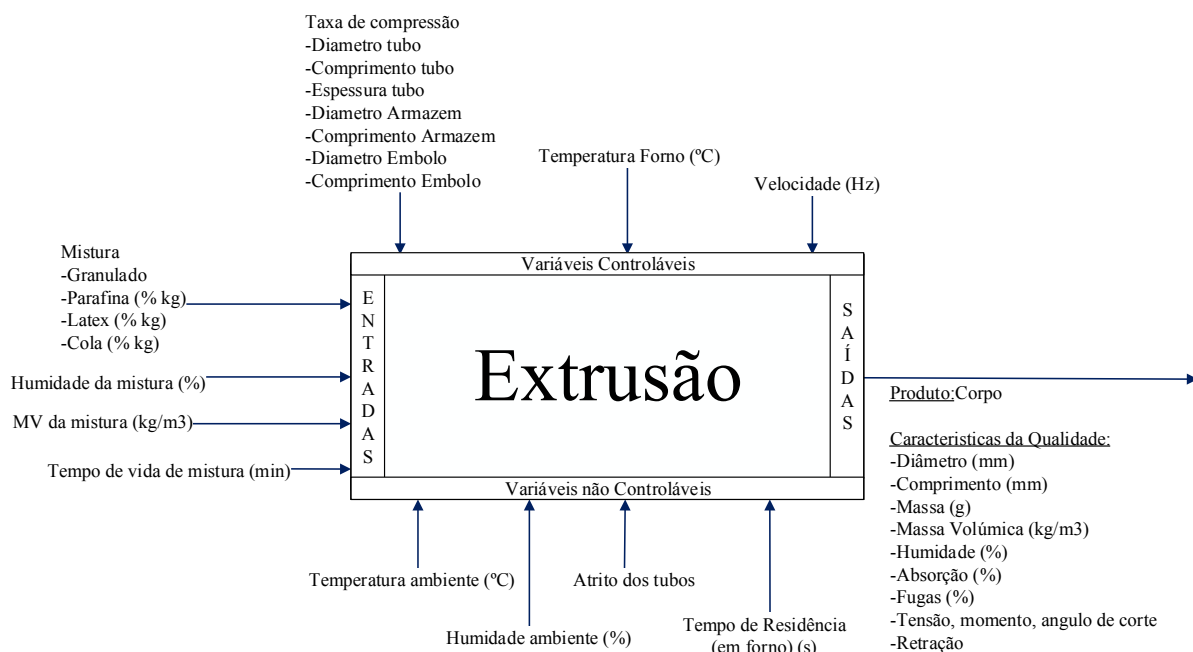 Taxa de compressão
-Diametro tubo
-Comprimento tubo
-Espessura tubo
-Diametro Armazem
-Comprimento Armazem
-Diametro Embolo
-Comprimento Embolo
Temperatura Forno (ºC)
Velocidade (Hz)
Mistura
-Granulado
-Parafina (% kg)
-Latex (% kg)
-Cola (% kg)
Humidade da mistura (%)
MV da mistura (kg/m3)
Tempo de vida de mistura (min)
Variáveis Controláveis
ENTRADAS
Extrusão
SAÍDAS
Variáveis não Controláveis
Produto:Corpo
Caracteristicas da Qualidade:
-Diâmetro (mm)
-Comprimento (mm)
-Massa (g)
-Massa Volúmica (kg/m3)
-Humidade (%)
-Absorção (%)
-Fugas (%)
-Tensão, momento, angulo de corte
-Retração
Temperatura ambiente (ºC)
Humidade ambiente (%)
Atrito dos tubos
Tempo de Residência
(em forno) (s)